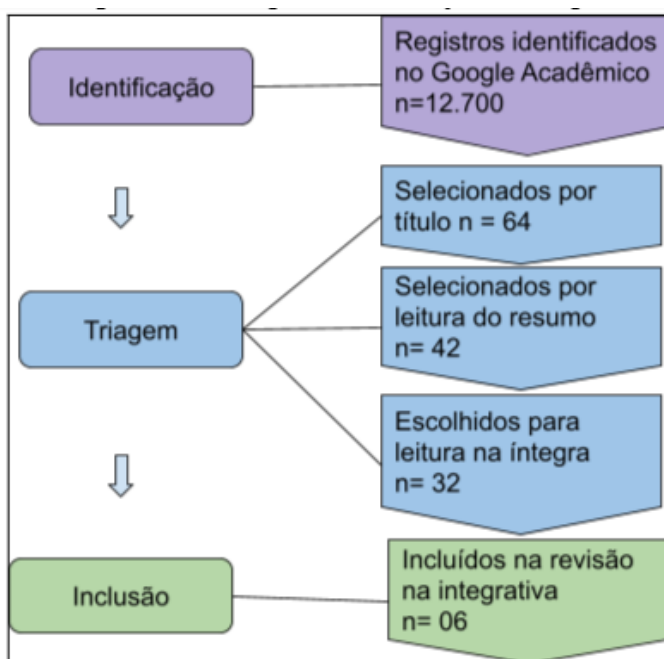 Identificação
Registros identificados
no Google Acadêmico
n=12.700
Triagem
Selecionados por
título n = 64
Selecionados por
leitura do resumo
n= 42
Escolhidos para
leitura na íntegra
n= 32
Inclusão
Incluídos na revisão
na integrativa
n= 06